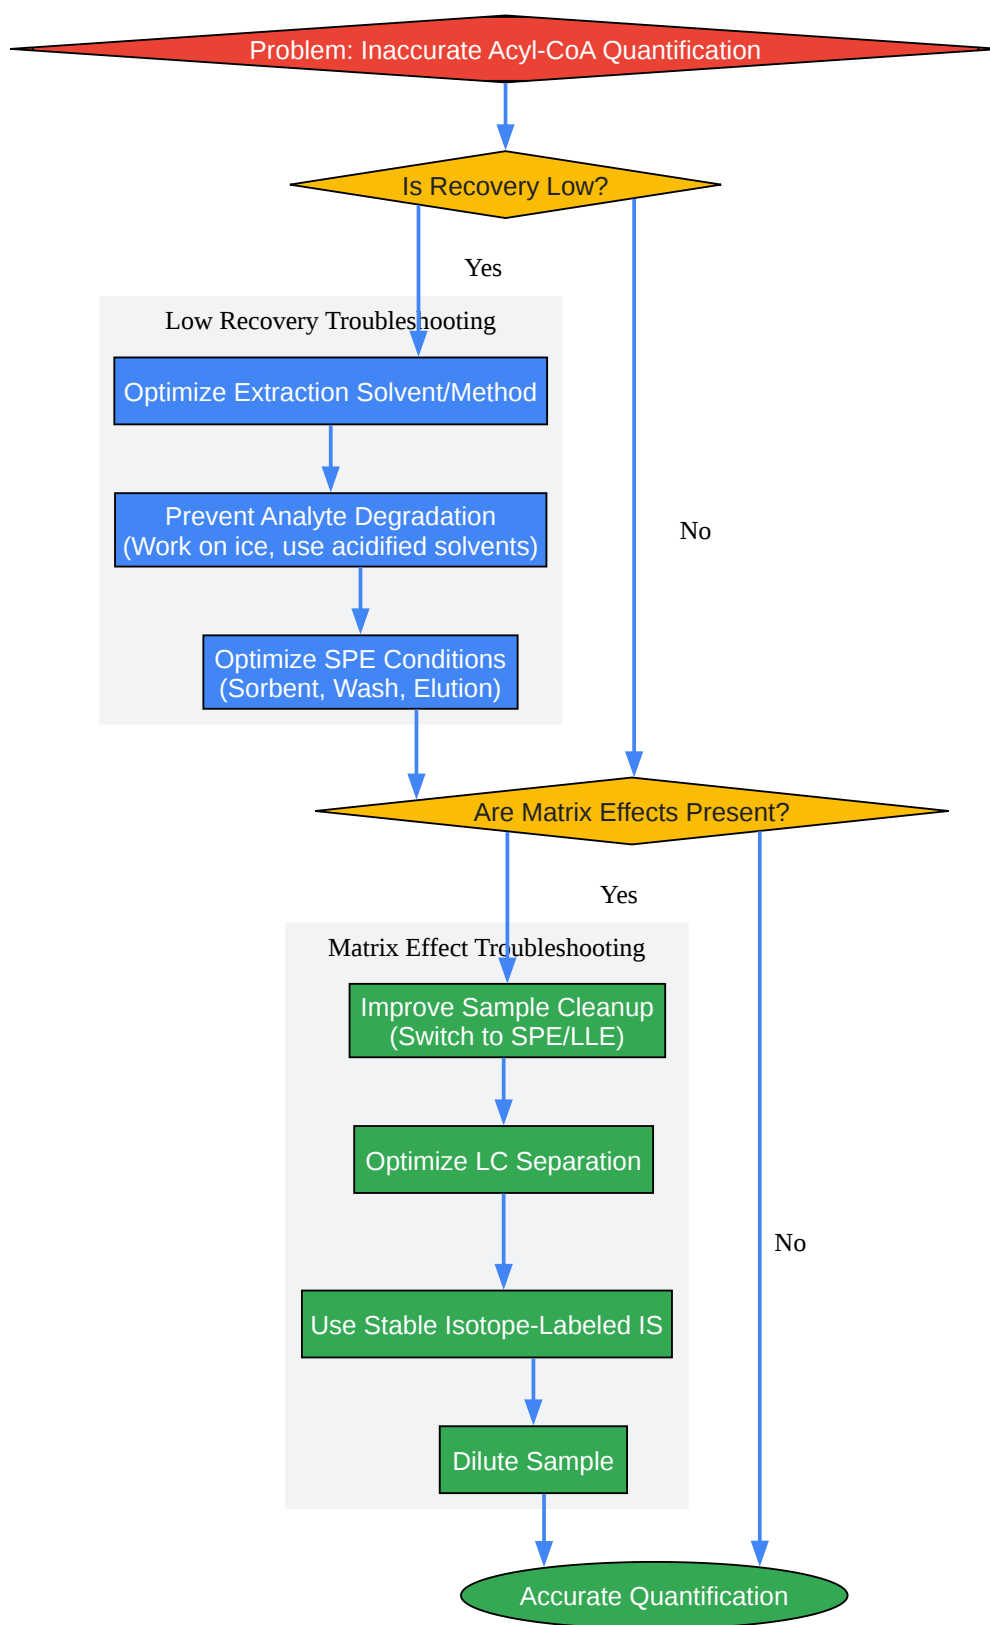 Problem: Inaccurate Acyl-CoA Quantification
Is Recovery Low?
Yes
Low Recovery Troubleshooting
Optimize Extraction Solvent/Method
Prevent Analyte Degradation
(Work on ice, use acidified solvents)
No
Optimize SPE Conditions
(Sorbent, Wash, Elution)
Are Matrix Effects Present?
Yes
Matrix Effect Troubleshooting
Improve Sample Cleanup
(Switch to SPE/LLE)
Optimize LC Separation
No
Use Stable Isotope-Labeled IS
Dilute Sample
Accurate Quantification